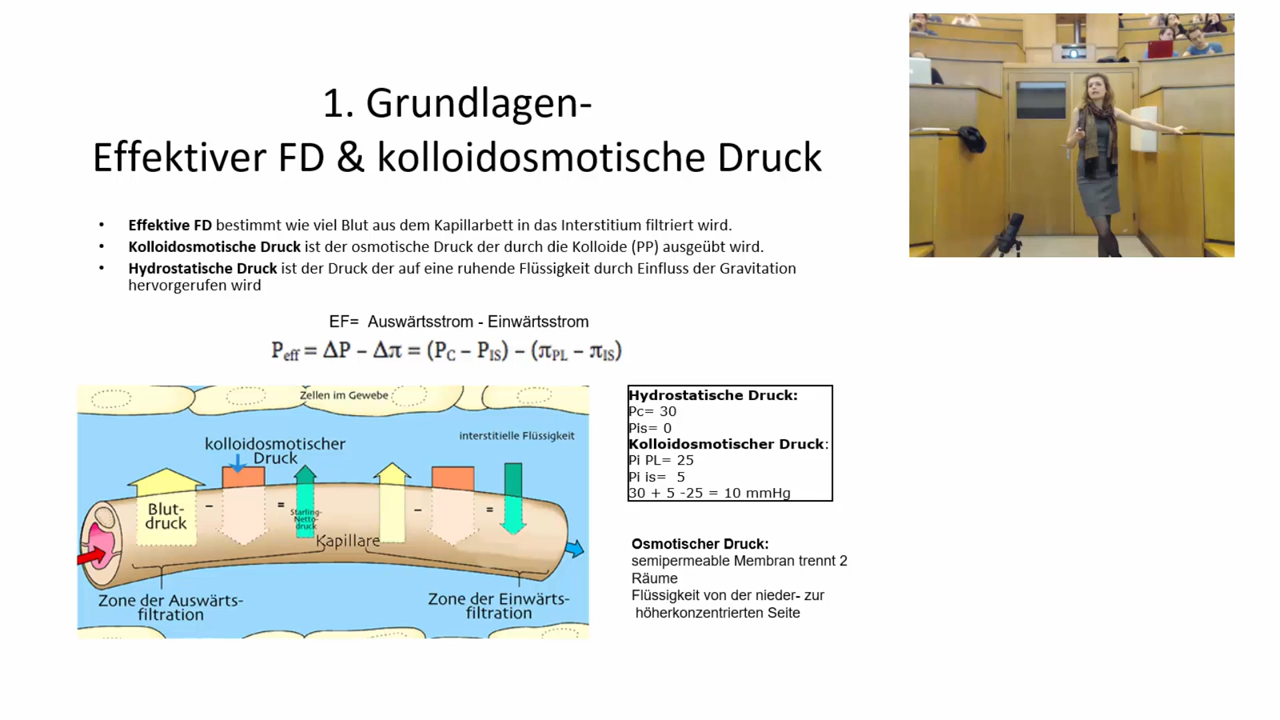 1. Grundlagen-
Effektiver FD & kolloidosmotische Druck
• Effektive FD bestimmt wie viel Blut aus dem Kapillarbett in das Interstitium filtriert wird.
• Kolloidosmotische Druck ist der osmotische Druck der durch die Kolloide (PP) ausgeübt wird.
• Hydrostatische Druck ist der Druck der auf eine ruhende Flüssigkeit durch Einfluss der Gravitation
hervorgerufen wird
EF= Auswärtsstrom - Einwärtsstrom
P_eff = ΔP − Δπ = (P_C − P_IS) − (π_PL − π_IS)
Zellen im Gewebe
kolloidosmotischer
Druck
interstitielle Flüssigkeit
Blut-
druck
− =
Starling-
Netto-
druck
− =
Kapillare
Zone der Auswärts-
filtration
Zone der Einwärts-
filtration
Hydrostatische Druck:
Pc= 30
Pis= 0
Kolloidosmotischer Druck:
Pi PL= 25
Pi is= 5
30 + 5 -25 = 10 mmHg
Osmotischer Druck:
semipermeable Membran trennt 2
Räume
Flüssigkeit von der nieder- zur
höherkonzentrierten Seite